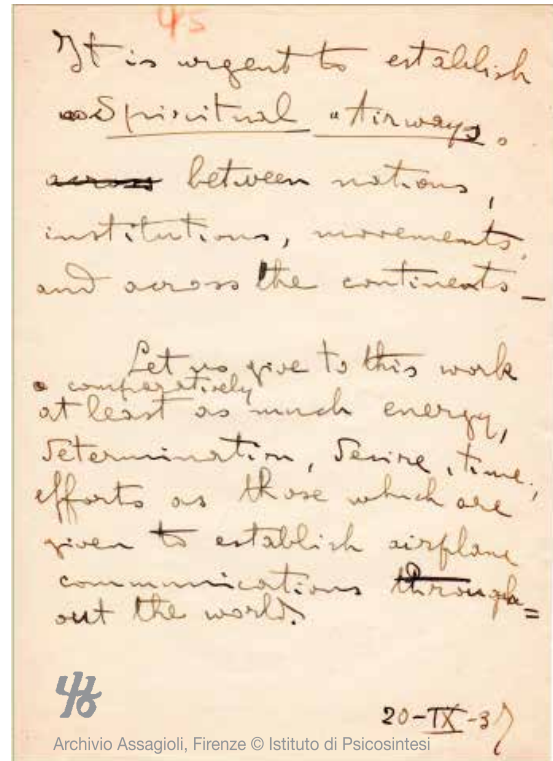 45
It is urgent to establish
"Spiritual "Airways"
across between nations,
institutions, movements,
and across the continents_
Let us give to this work
comparatively
at least as much energy,
determination, desire, time,
efforts as those which are
given to establish airplane
communications through=
out the world.
20-IX-37
Archivio Assagioli, Firenze © Istituto di Psicosintesi